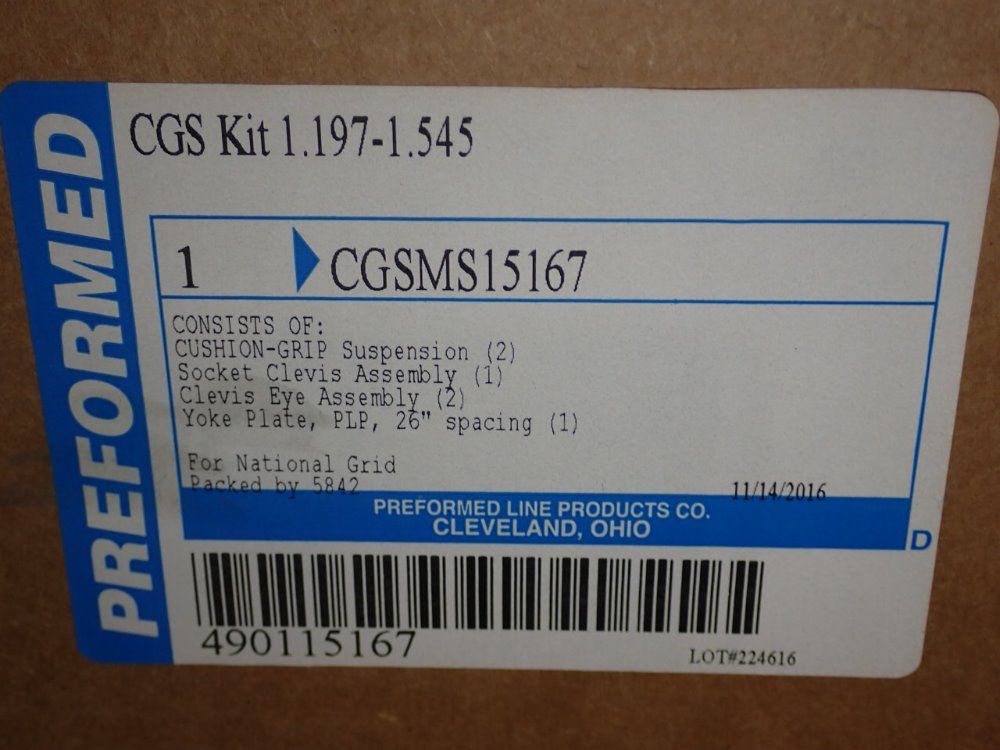 PREFORMED
CGS Kit 1.197-1.545
1 CGSMS15167
CONSISTS OF:
CUSHION-GRIP Suspension (2)
Socket Clevis Assembly (1)
Clevis Eye Assembly (2)
Yoke Plate, PLP, 26" spacing (1)
For National Grid
Packed by 5842
11/14/2016
PREFORMED LINE PRODUCTS CO.
CLEVELAND, OHIO
D
490115167
LOT#224616